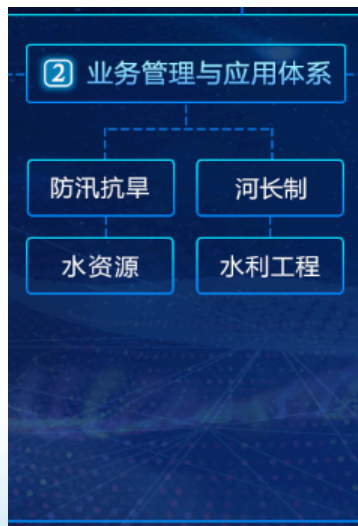 2 业务管理与应用体系
防汛抗旱
河长制
水资源
水利工程